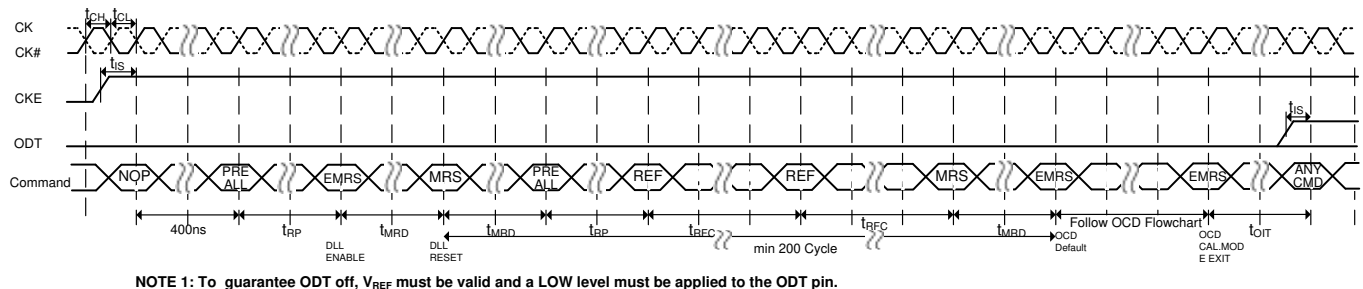 tCH tCL
CK
CK#
tIS
CKE
tIS
ODT
Command NOP PRE ALL EMRS MRS PRE ALL REF REF MRS EMRS EMRS ANY CMD
400ns tRP tMRD tMRD tRP tRFC tRFC tMRD Follow OCD Flowchart tOIT
DLL ENABLE
DLL RESET
min 200 Cycle
OCD Default
OCD CAL.MOD E EXIT
NOTE 1: To guarantee ODT off, VREF must be valid and a LOW level must be applied to the ODT pin.